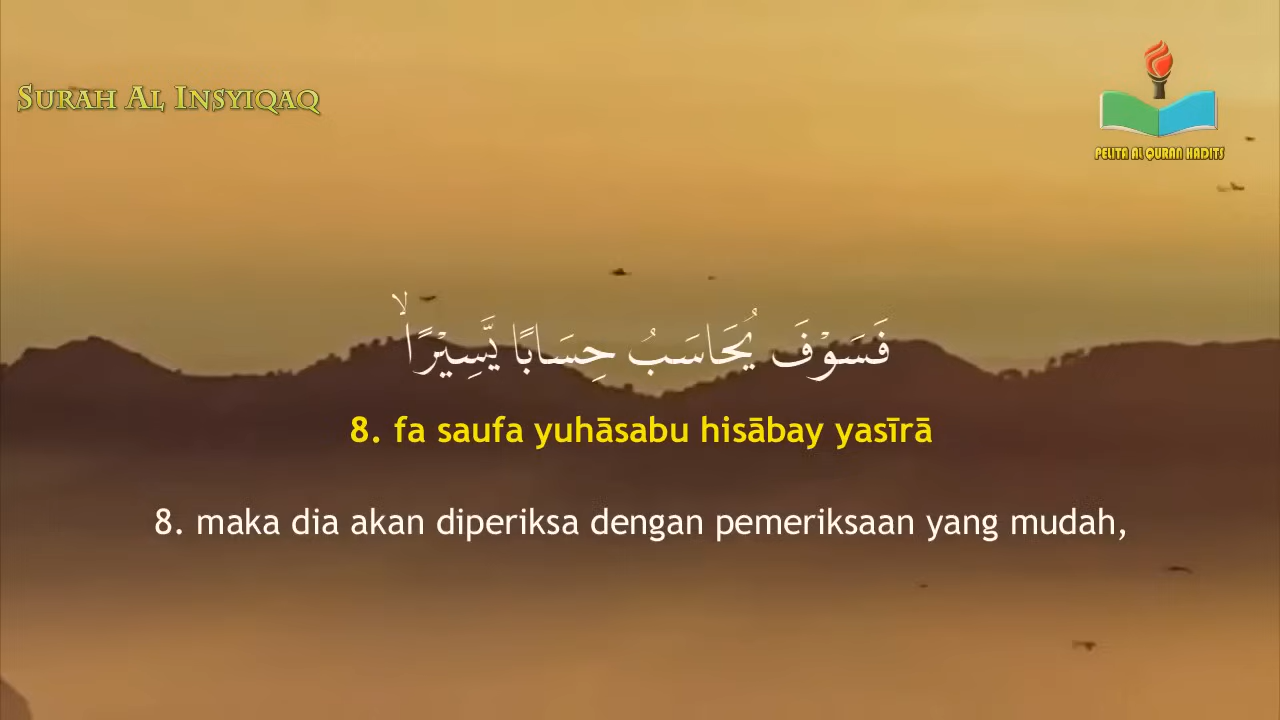 SURAH AL INSYIQAQ
PELITA AL QURAN HADITS
فَسَوْفَ يُحَاسَبُ حِسَابًا يَّسِيْرًاۙ
8. fa saufa yuhāsabu hisābay yasīrā
8. maka dia akan diperiksa dengan pemeriksaan yang mudah,